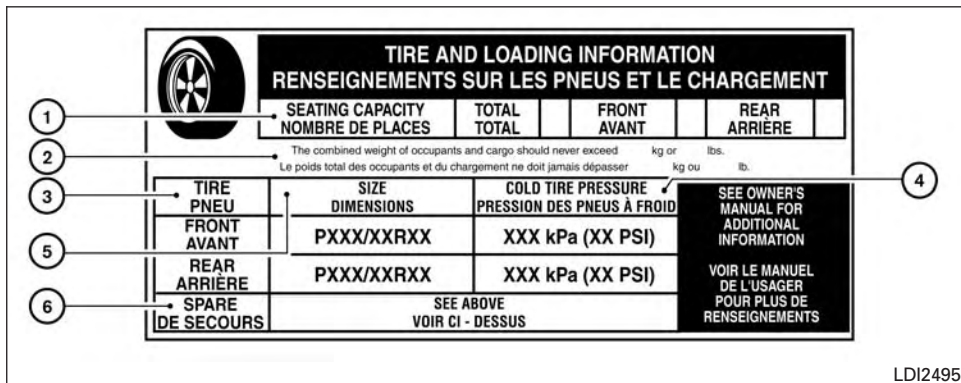 TIRE AND LOADING INFORMATION
RENSEIGNEMENTS SUR LES PNEUS ET LE CHARGEMENT
1
SEATING CAPACITY TOTAL FRONT REAR
NOMBRE DE PLACES TOTAL AVANT ARRIÈRE
2
The combined weight of occupants and cargo should never exceed kg or lbs.
Le poids total des occupants et du chargement ne doit jamais dépasser kg ou lb.
3
TIRE
PNEU
SIZE
DIMENSIONS
COLD TIRE PRESSURE
PRESSION DES PNEUS À FROID
4
SEE OWNER'S
MANUAL FOR
ADDITIONAL
INFORMATION
VOIR LE MANUEL
DE L'USAGER
POUR PLUS DE
RENSEIGNEMENTS
5
FRONT
AVANT
PXXX/XXRXX
XXX kPa (XX PSI)
REAR
ARRIÈRE
PXXX/XXRXX
XXX kPa (XX PSI)
6
SPARE
DE SECOURS
SEE ABOVE
VOIR CI - DESSUS
LDI2495